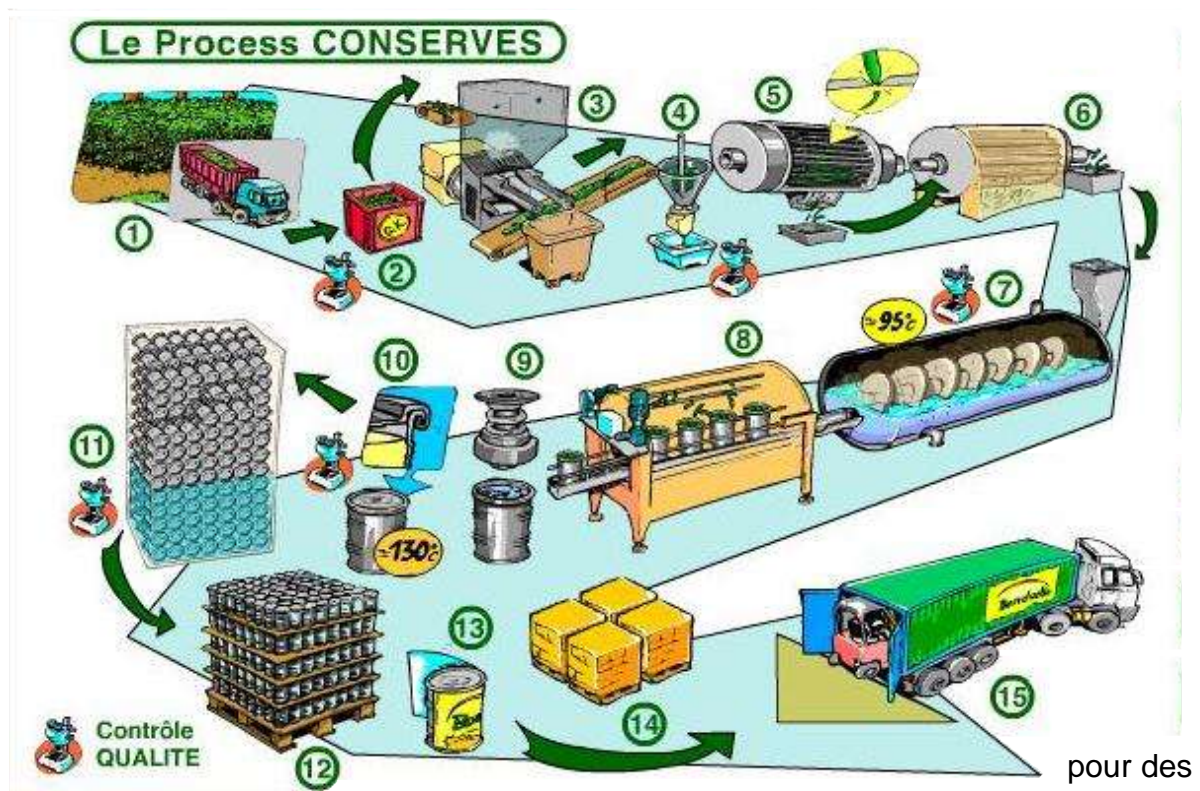 Le Process CONSERVES
1
2
G.K.
3
4
5
6
7
≈95°c
8
9
10
≈130°c
11
12
13
14
Bonduelle
15
Contrôle
QUALITE
pour des